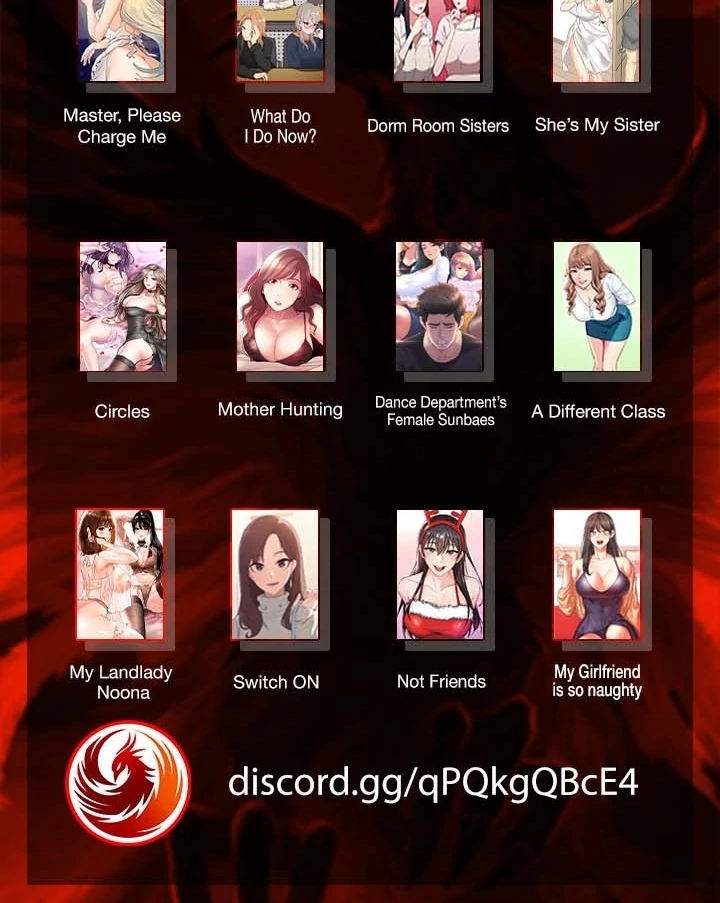 Master, Please
Charge Me
What Do
I Do Now?
Dorm Room Sisters
She's My Sister
Circles
Mother Hunting
Dance Department's
Female Sunbaes
A Different Class
My Landlady
Noona
Switch ON
Not Friends
My Girlfriend
is so naughty
discord.gg/qPQkgQBcE4